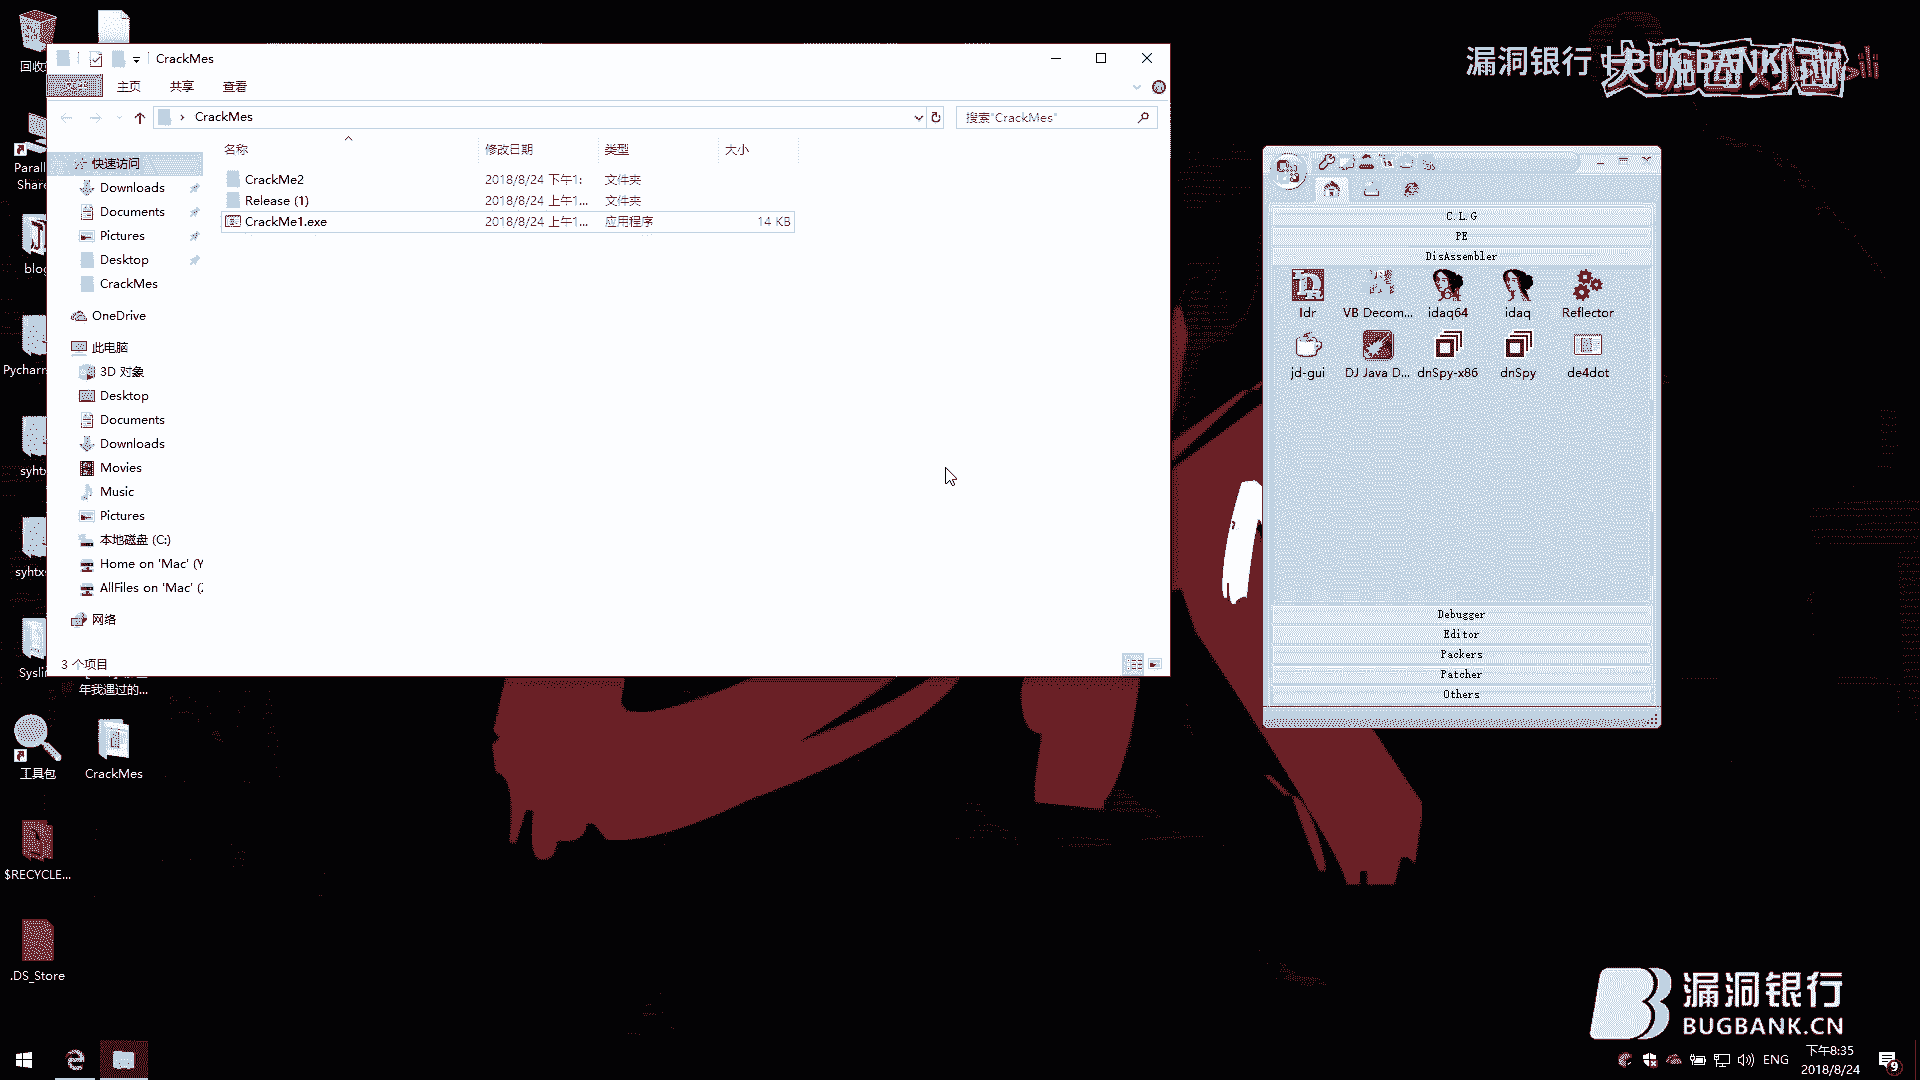 CrackMes
主页
共享
查看
CrackMes
搜索"CrackMes"
名称
修改日期
类型
大小
CrackMe2
2018/8/24 下午1:
文件夹
Release (1)
2018/8/24 上午1...
文件夹
CrackMe1.exe
2018/8/24 上午1...
应用程序
14 KB
快速访问
Downloads
Documents
Pictures
Desktop
CrackMes
OneDrive
此电脑
3D 对象
Desktop
Documents
Downloads
Movies
Music
Pictures
本地磁盘 (C:)
Home on 'Mac' (Y
AllFiles on 'Mac' (
网络
3 个项目
漏洞银行
BUGBANK
大咖面对面
C.L.G
PE
DisAssembler
Idr
VB Decom...
idaq64
idaq
Reflector
jd-gui
DJ Java D...
dnSpy-x86
dnSpy
de4dot
Debugger
Editor
Packers
Patcher
Others
Parall
Share
blog
Pycharm
syhtx
syhtx
Sysli
年我遇过的...
工具包
CrackMes
$RECYCLE...
.DS_Store
漏洞银行
BUGBANK.CN
ENG
下午8:35
2018/8/24
9